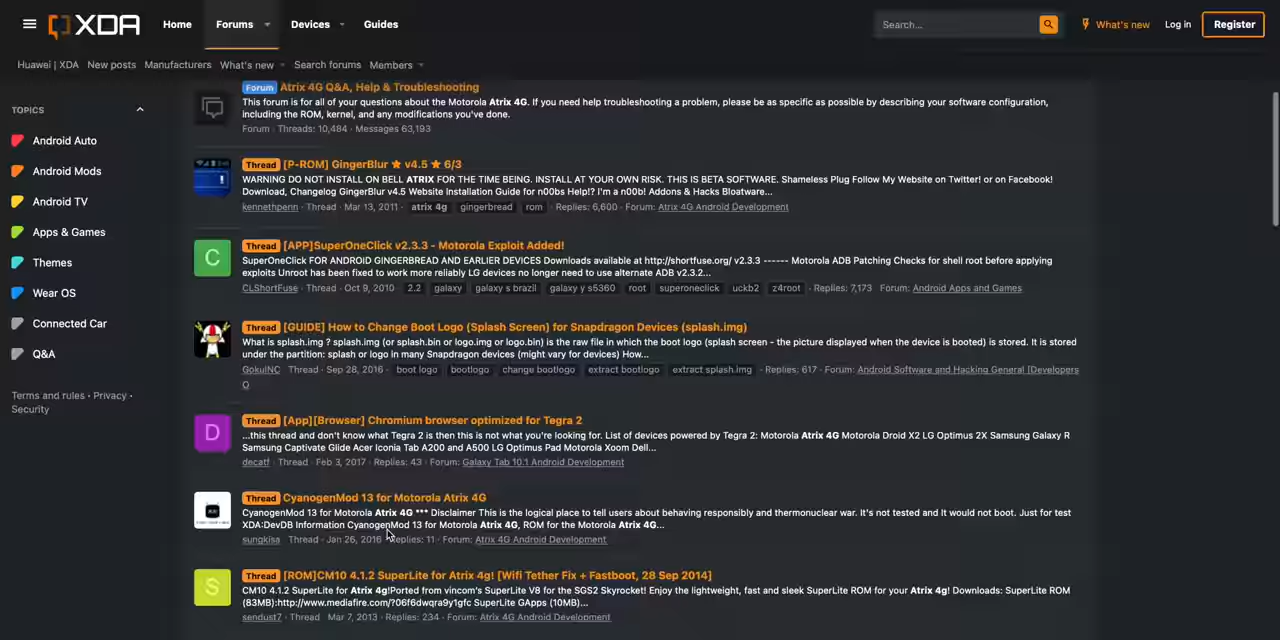 XDA
Home
Forums
Devices
Guides
Search...
What's new
Log in
Register
Huawei | XDA
New posts
Manufacturers
What's new
Search forums
Members
TOPICS
Android Auto
Android Mods
Android TV
Apps & Games
Themes
Wear OS
Connected Car
Q&A
Terms and rules · Privacy ·
Security
Forum Atrix 4G Q&A, Help & Troubleshooting
This forum is for all of your questions about the Motorola Atrix 4G. If you need help troubleshooting a problem, please be as specific as possible by describing your software configuration,
including the ROM, kernel, and any modifications you've done.
Forum · Threads: 10,484 · Messages 63,193
Thread [P-ROM] GingerBlur ★ v4.5 ★ 6/3
WARNING DO NOT INSTALL ON BELL ATRIX FOR THE TIME BEING. INSTALL AT YOUR OWN RISK. THIS IS BETA SOFTWARE. Shameless Plug Follow My Website on Twitter! or on Facebook!
Download, Changelog GingerBlur v4.5 Website Installation Guide for n00bs Help!? I'm a n00b! Addons & Hacks Bloatware...
kennethpenn · Thread · Mar 13, 2011 · atrix 4g gingerbread rom · Replies: 6,600 · Forum: Atrix 4G Android Development
C
Thread [APP]SuperOneClick v2.3.3 - Motorola Exploit Added!
SuperOneClick FOR ANDROID GINGERBREAD AND EARLIER DEVICES Downloads available at http://shortfuse.org/ v2.3.3 ------ Motorola ADB Patching Checks for shell root before applying
exploits Unroot has been fixed to work more reliably LG devices no longer need to use alternate ADB v2.3.2...
CLShortFuse · Thread · Oct 9, 2010 · 2.2 galaxy galaxy s brazil galaxy y s5360 root superoneclick uckb2 z4root · Replies: 7,173 · Forum: Android Apps and Games
Thread [GUIDE] How to Change Boot Logo (Splash Screen) for Snapdragon Devices (splash.img)
What is splash.img ? splash.img (or splash.bin or logo.img or logo.bin) is the raw file in which the boot logo (splash screen - the picture displayed when the device is booted) is stored. It is stored
under the partition: splash or logo in many Snapdragon devices (might vary for devices) How...
GokulNC · Thread · Sep 28, 2016 · boot logo bootlogo change bootlogo extract bootlogo extract splash.img · Replies: 617 · Forum: Android Software and Hacking General [Developers
O
D
Thread [App][Browser] Chromium browser optimized for Tegra 2
...this thread and don't know what Tegra 2 is then this is not what you're looking for. List of devices powered by Tegra 2: Motorola Atrix 4G Motorola Droid X2 LG Optimus 2X Samsung Galaxy R
Samsung Captivate Glide Acer Iconia Tab A200 and A500 LG Optimus Pad Motorola Xoom Dell...
decatf · Thread · Feb 3, 2017 · Replies: 43 · Forum: Galaxy Tab 10.1 Android Development
Thread CyanogenMod 13 for Motorola Atrix 4G
CyanogenMod 13 for Motorola Atrix 4G *** Disclaimer This is the logical place to tell users about behaving responsibly and thermonuclear war. It's not tested and It would not boot. Just for test
XDA:DevDB Information CyanogenMod 13 for Motorola Atrix 4G, ROM for the Motorola Atrix 4G...
sungkisa · Thread · Jan 26, 2016 · Replies: 11 · Forum: Atrix 4G Android Development
S
Thread [ROM]CM10 4.1.2 SuperLite for Atrix 4g! [Wifi Tether Fix + Fastboot, 28 Sep 2014]
CM10 4.1.2 SuperLite for Atrix 4g!Ported from vincom's SuperLite V8 for the SGS2 Skyrocket! Enjoy the lightweight, fast and sleek SuperLite ROM for your Atrix 4g! Downloads: SuperLite ROM
(83MB):http://www.mediafire.com/?06f6dwqra9y1gfc SuperLite GApps (10MB)...
sendust7 · Thread · Mar 7, 2013 · Replies: 234 · Forum: Atrix 4G Android Development